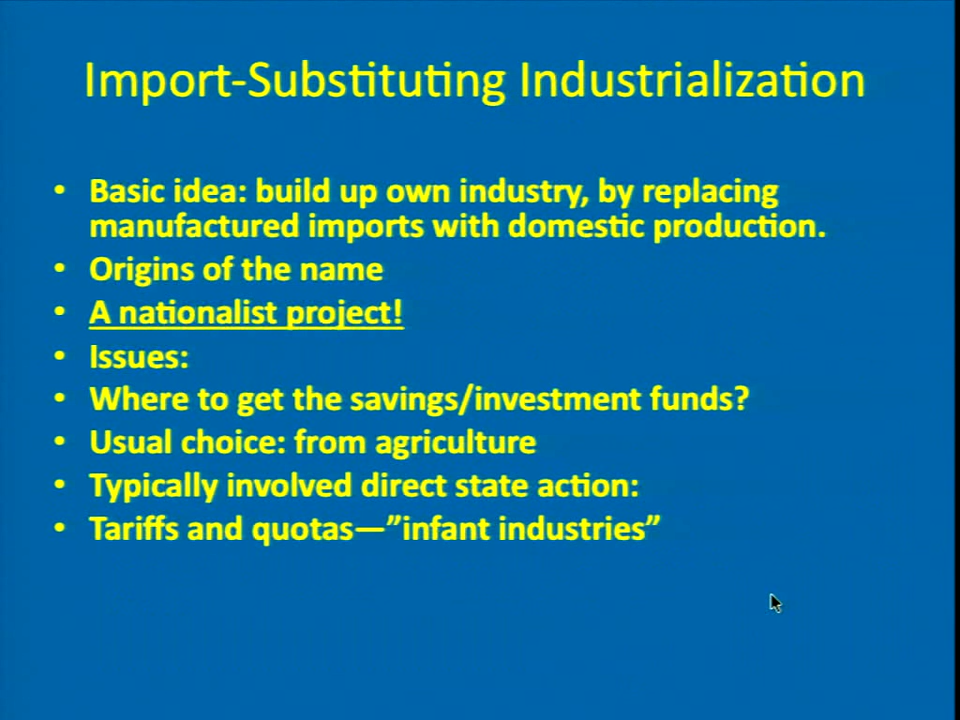 Import-Substituting Industrialization
• Basic idea: build up own industry, by replacing
manufactured imports with domestic production.
• Origins of the name
• A nationalist project!
• Issues:
• Where to get the savings/investment funds?
• Usual choice: from agriculture
• Typically involved direct state action:
• Tariffs and quotas—”infant industries”